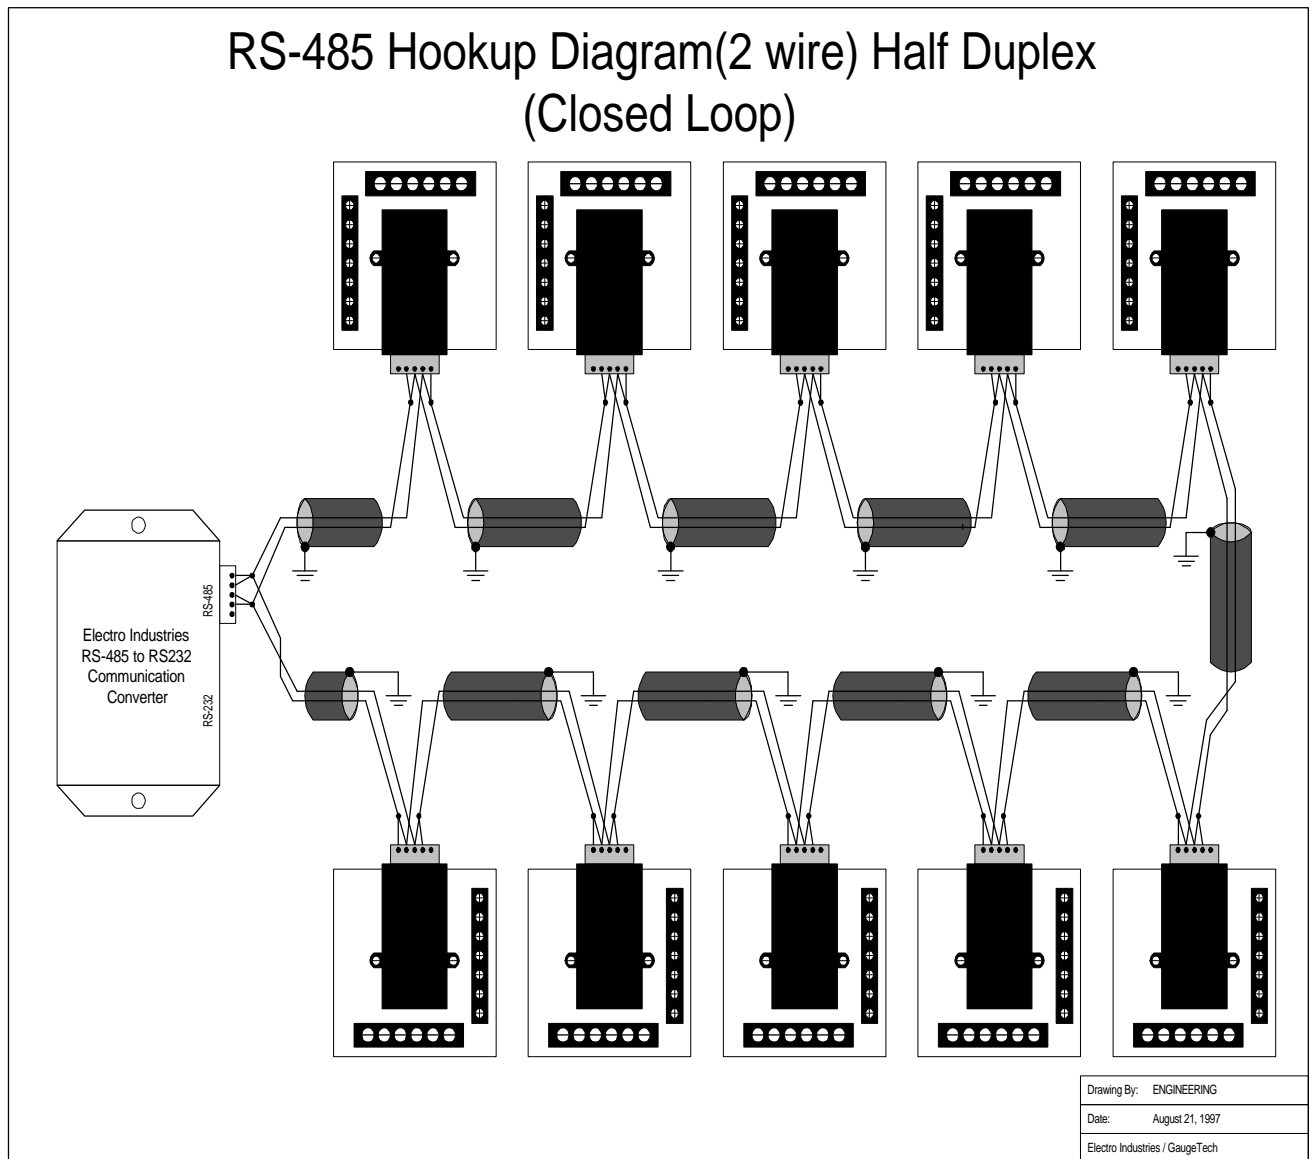 RS-485 Hookup Diagram(2 wire) Half Duplex
(Closed Loop)
RS-485
Electro Industries
RS-485 to RS232
Communication
Converter
RS-232
Drawing By: ENGINEERING
Date: August 21, 1997
Electro Industries / GaugeTech